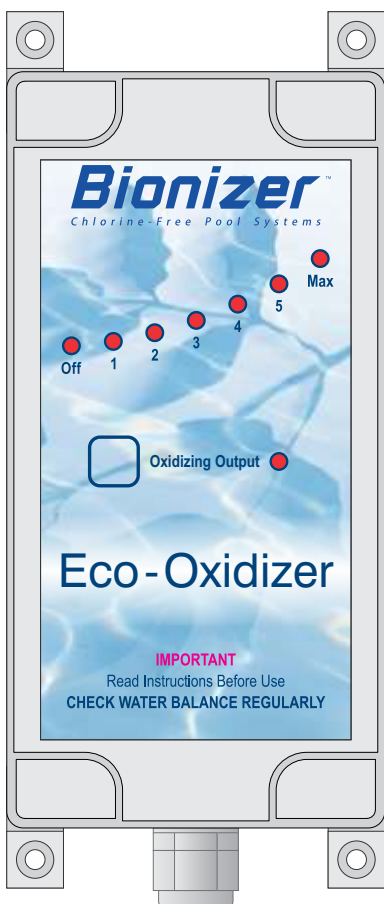 Bionizer™
Chlorine-Free Pool Systems
Max
5
4
3
2
1
Off
Oxidizing Output
Eco-Oxidizer
IMPORTANT
Read Instructions Before Use
CHECK WATER BALANCE REGULARLY